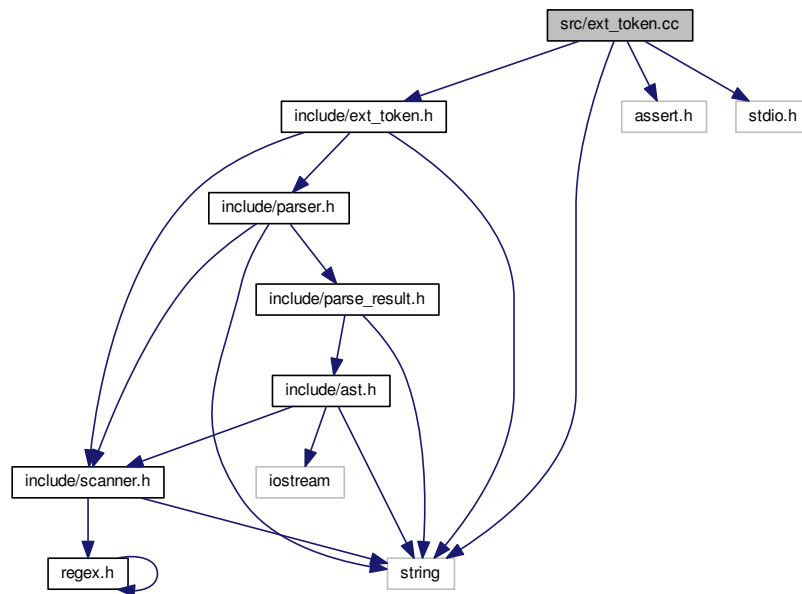 src/ext_token.cc
include/ext_token.h
assert.h
stdio.h
include/parser.h
include/parse_result.h
include/ast.h
include/scanner.h
iostream
regex.h
string